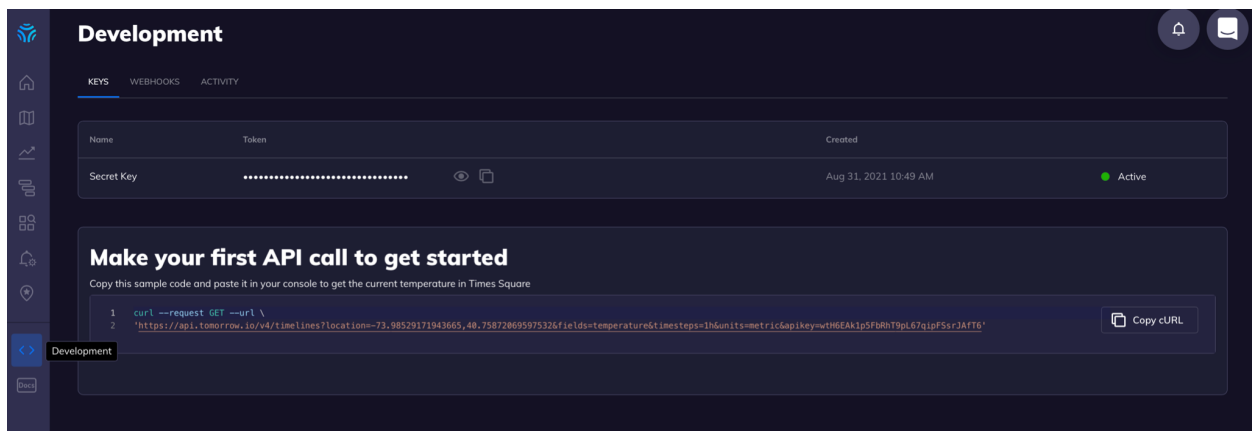 Development
KEYS WEBHOOKS ACTIVITY
Name Token Created
Secret Key •••••••••••••••••••••••••••••••• Aug 31, 2021 10:49 AM Active
Make your first API call to get started
Copy this sample code and paste it in your console to get the current temperature in Times Square
1 curl --request GET --url \
2 'https://api.tomorrow.io/v4/timelines?location=-73.98529171943665,40.75872069597532&fields=temperature&timesteps=1h&units=metric&apikey=wtH6EAk1p5FbRhT9pL67qipFSsrJAfT6'
Copy cURL
Development
Docs